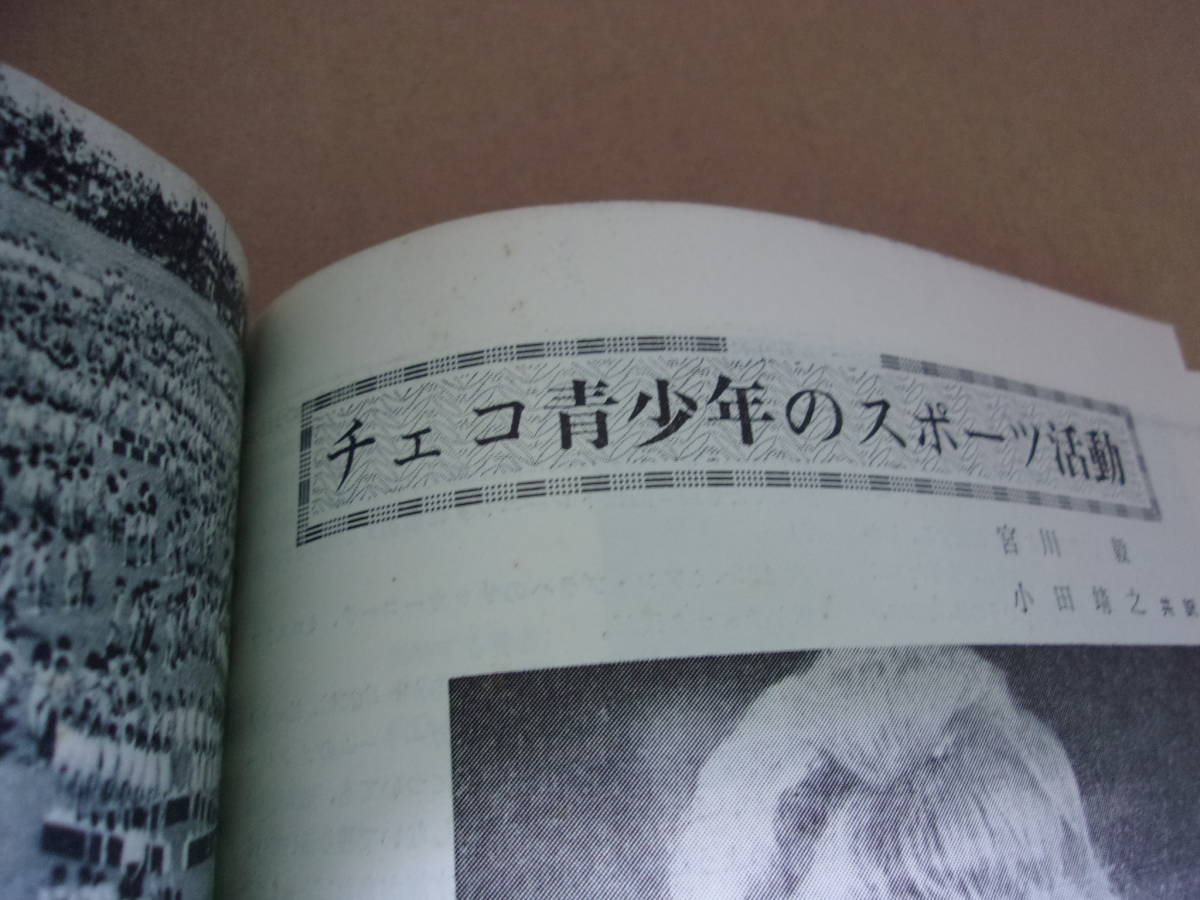 チェコ青少年のスポーツ活動
宮川 毅
小田靖之共訳